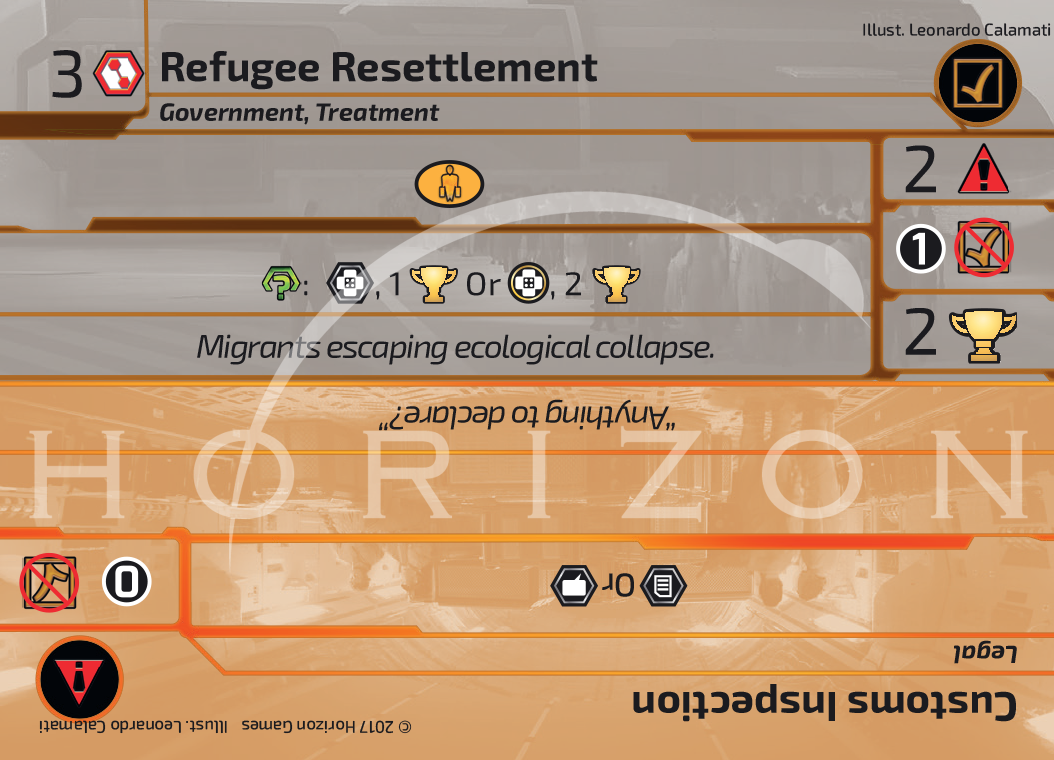 Illust. Leonardo Calamati
3 Refugee Resettlement
Government, Treatment
2
1
: , 1 Or , 2
2
Migrants escaping ecological collapse.
HORIZON
Customs Inspection
Legal
Or
0
"Anything to declare?"
© 2017 Horizon Games Illust. Leonardo Calamati